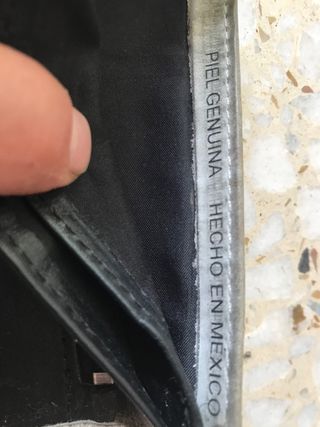 PIEL GENUINA HECHO EN MEXICO